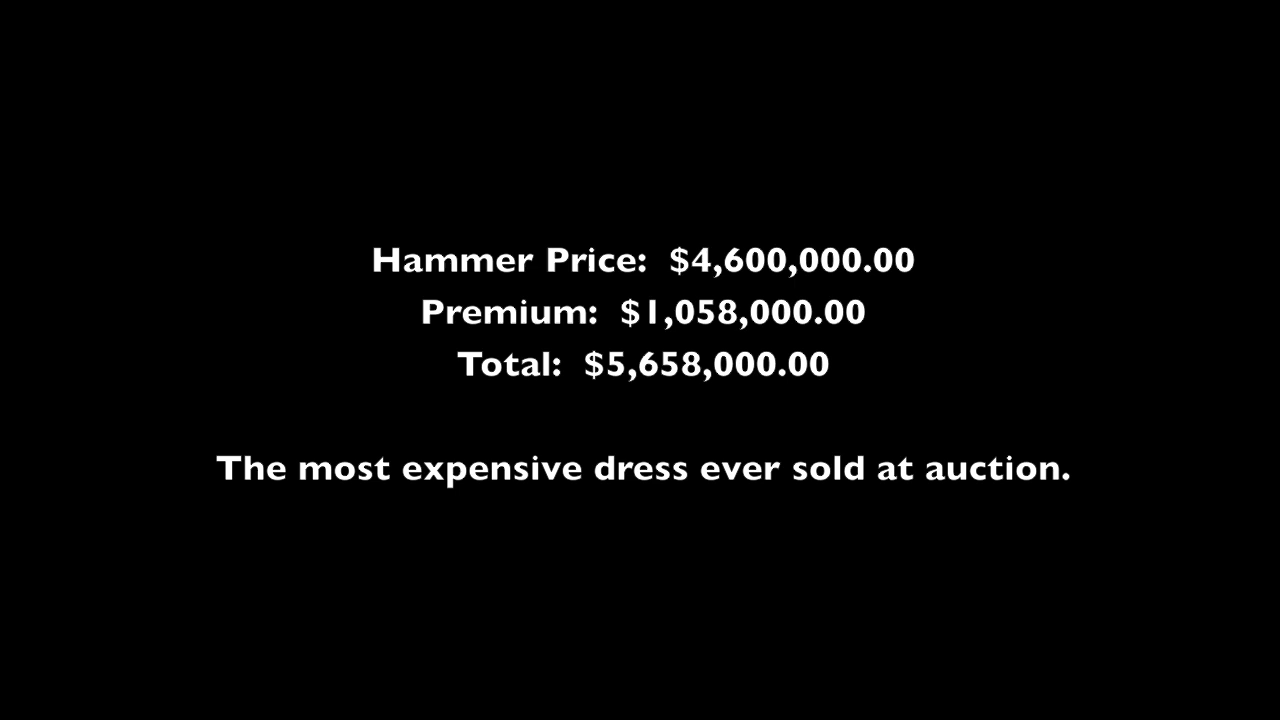 Hammer Price: $4,600,000.00
Premium: $1,058,000.00
Total: $5,658,000.00
The most expensive dress ever sold at auction.